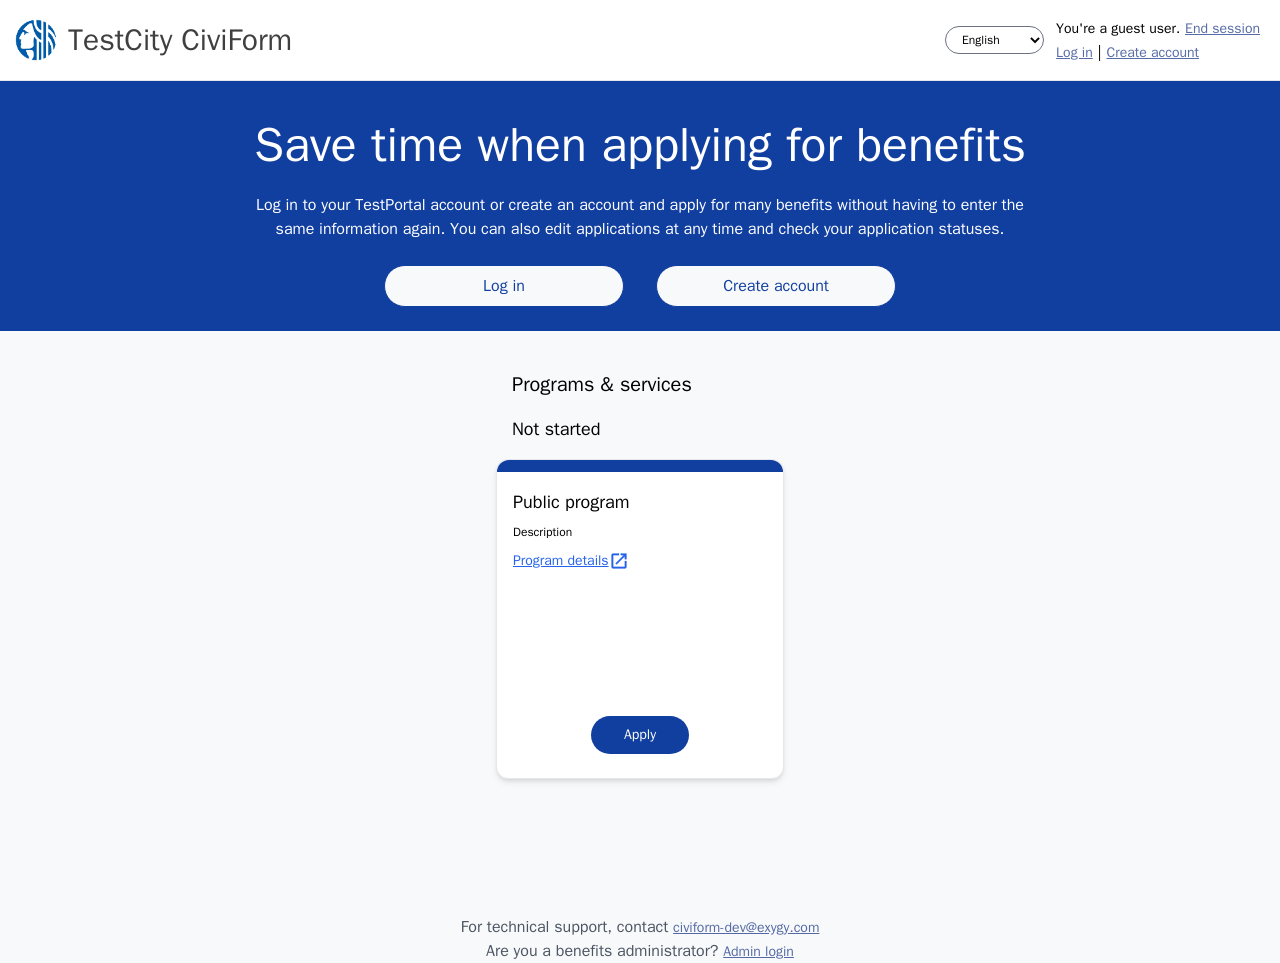 TestCity CiviForm
English
You're a guest user. End session
Log in | Create account
Save time when applying for benefits
Log in to your TestPortal account or create an account and apply for many benefits without having to enter the
same information again. You can also edit applications at any time and check your application statuses.
Log in
Create account
Programs & services
Not started
Public program
Description
Program details
Apply
For technical support, contact civiform-dev@exygy.com
Are you a benefits administrator? Admin login